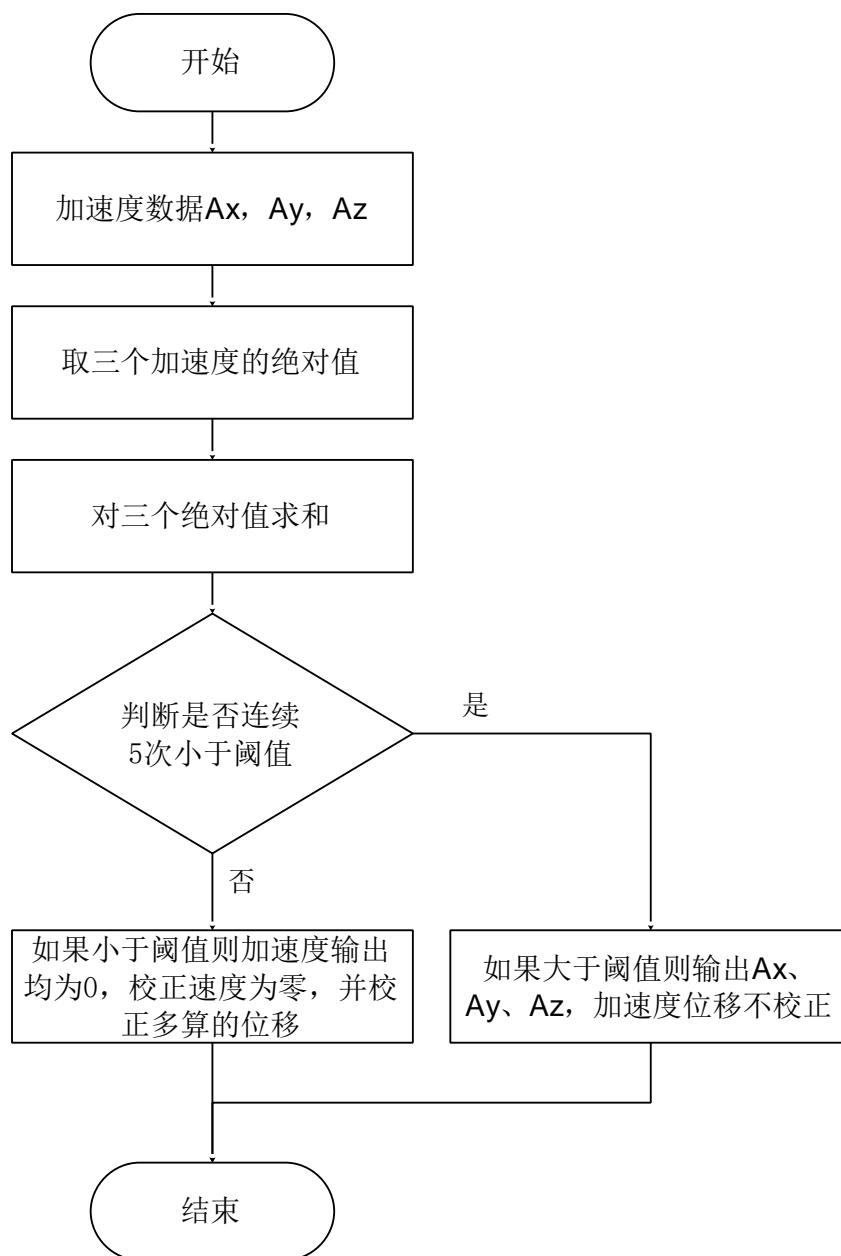 开始
加速度数据Ax，Ay，Az
取三个加速度的绝对值
对三个绝对值求和
判断是否连续
5次小于阈值
是
否
如果小于阈值则加速度输出
均为0，校正速度为零，并校
正多算的位移
如果大于阈值则输出Ax、
Ay、Az，加速度位移不校正
结束